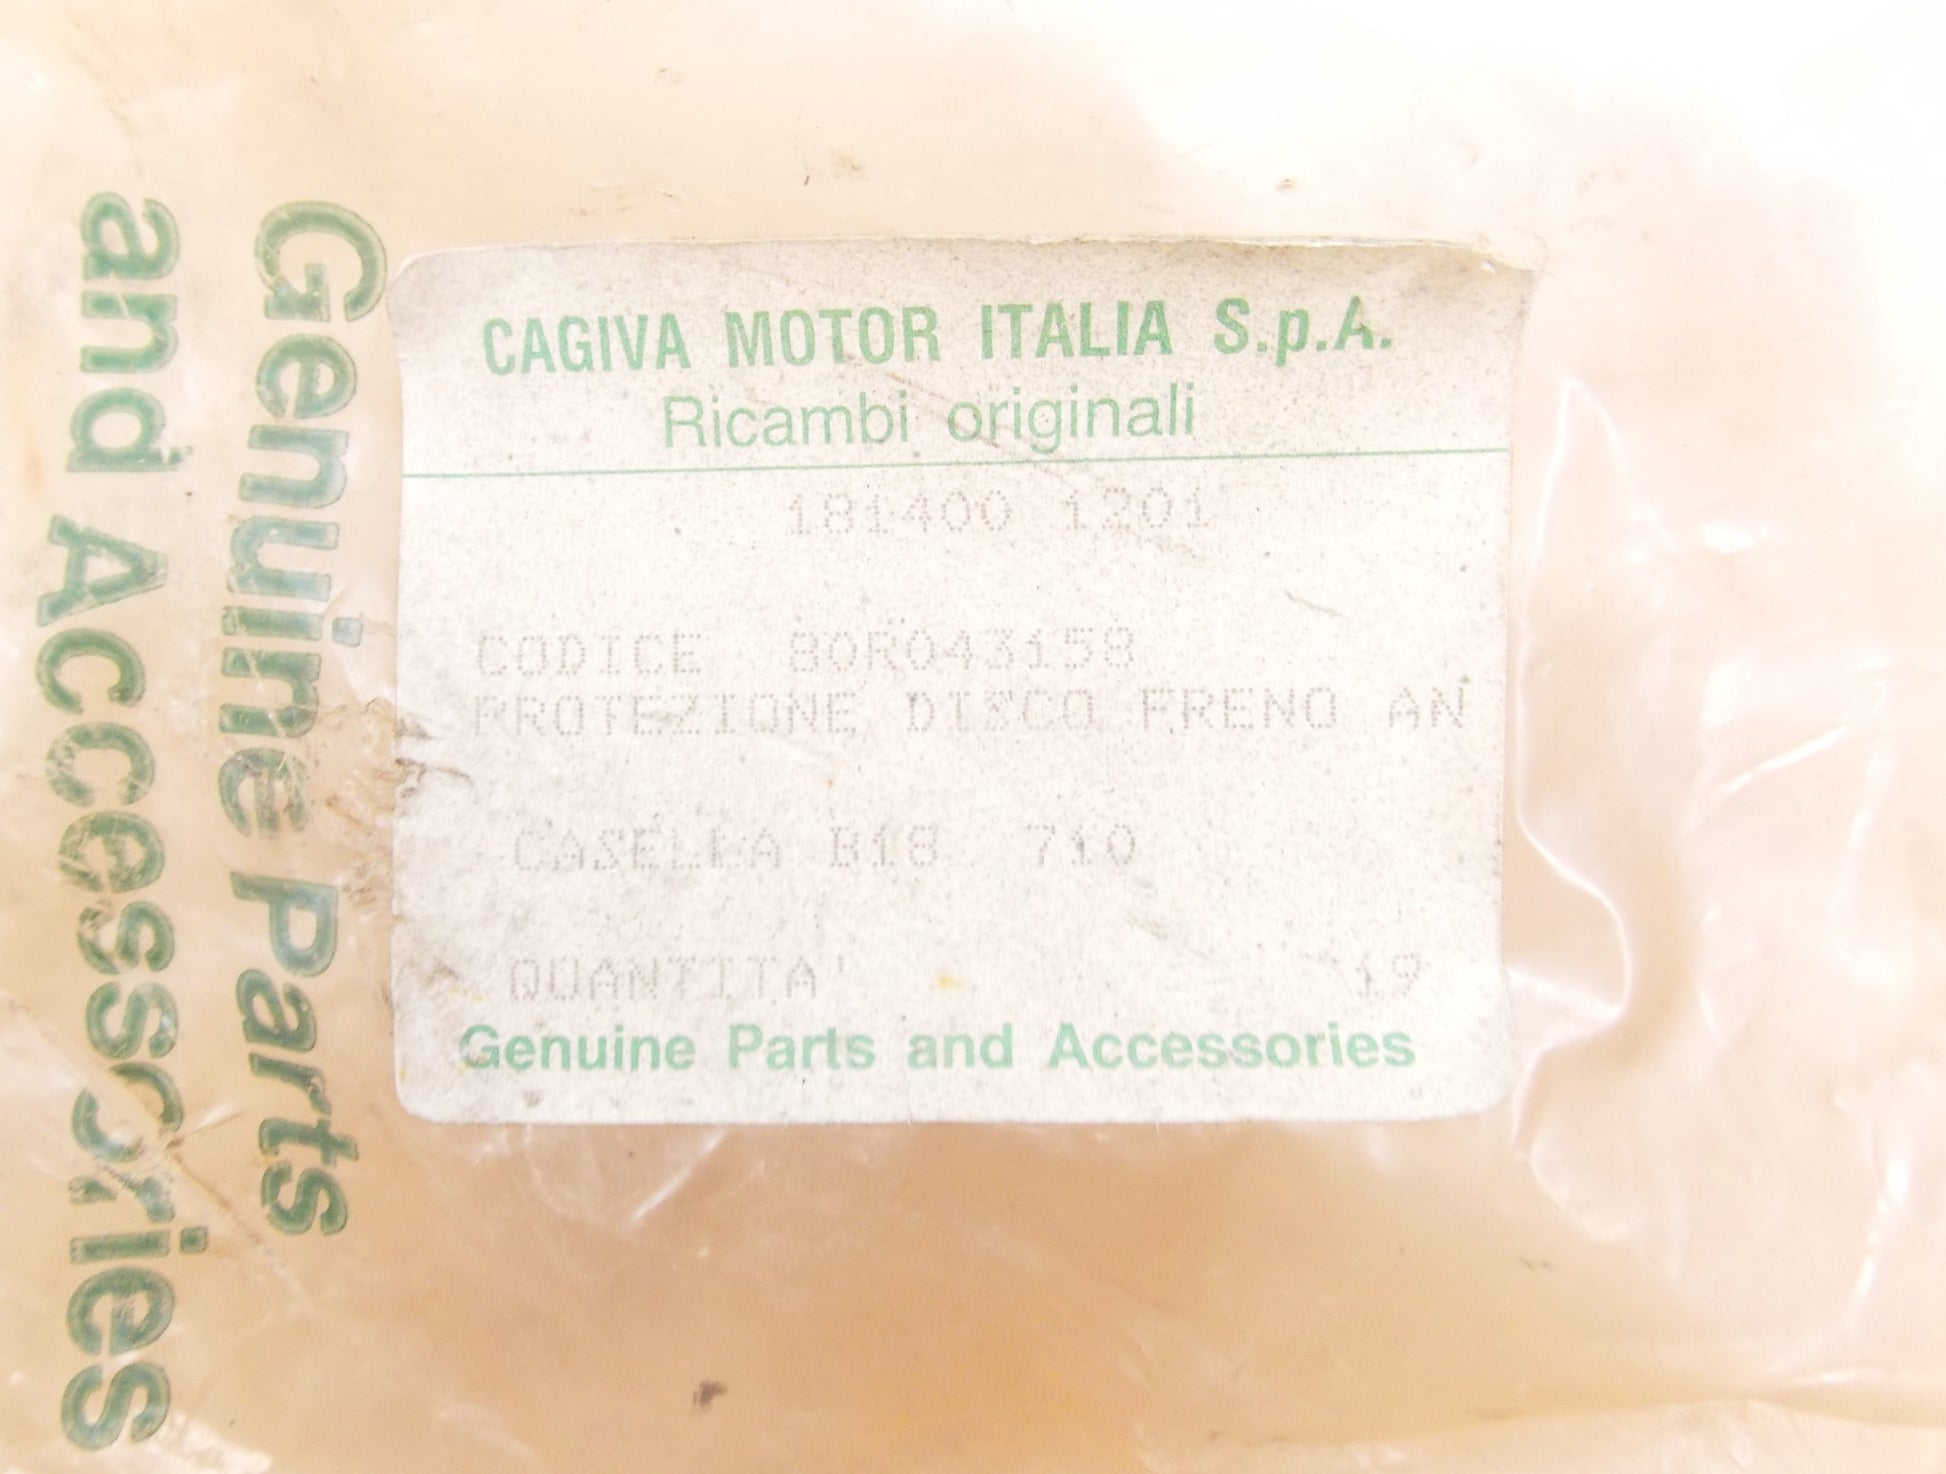 Genuine Parts
and Accessories
CAGIVA MOTOR ITALIA S.p.A.
Ricambi originali
181400 1201
CODICE 80R043158
PROTEZIONE DISCO FRENO AN
CASELLA B18 710
QUANTITA' 19
Genuine Parts and Accessories